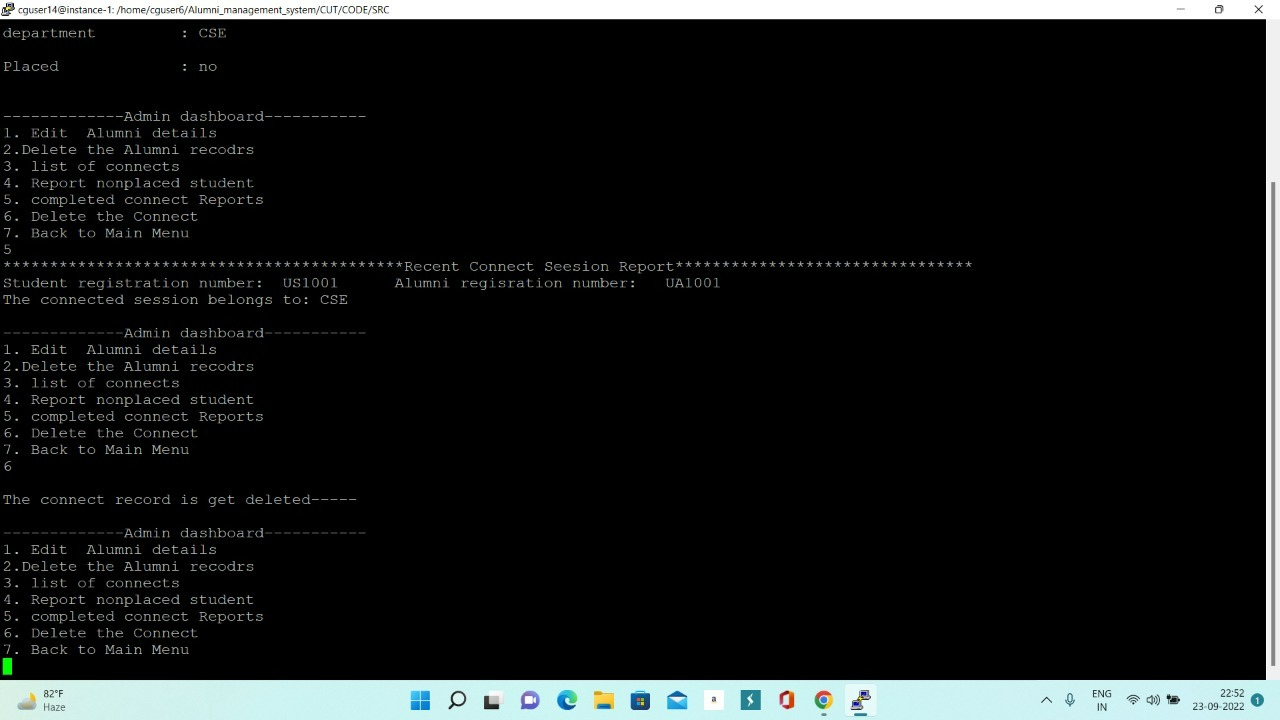 cguser14@instance-1: /home/cguser6/Alumni_management_system/CUT/CODE/SRC
department : CSE
Placed : no
-------------Admin dashboard-----------
1. Edit  Alumni details
2.Delete the Alumni recodrs
3. list of connects
4. Report nonplaced student
5. completed connect Reports
6. Delete the Connect
7. Back to Main Menu
5
*******************************************Recent Connect Seesion Report********************************
Student registration number:  US1001      Alumni regisration number:   UA1001
The connected session belongs to: CSE
-------------Admin dashboard-----------
1. Edit  Alumni details
2.Delete the Alumni recodrs
3. list of connects
4. Report nonplaced student
5. completed connect Reports
6. Delete the Connect
7. Back to Main Menu
6
The connect record is get deleted-----
-------------Admin dashboard-----------
1. Edit  Alumni details
2.Delete the Alumni recodrs
3. list of connects
4. Report nonplaced student
5. completed connect Reports
6. Delete the Connect
7. Back to Main Menu
82°F
Haze
a
ENG
IN
22:52
23-09-2022
1